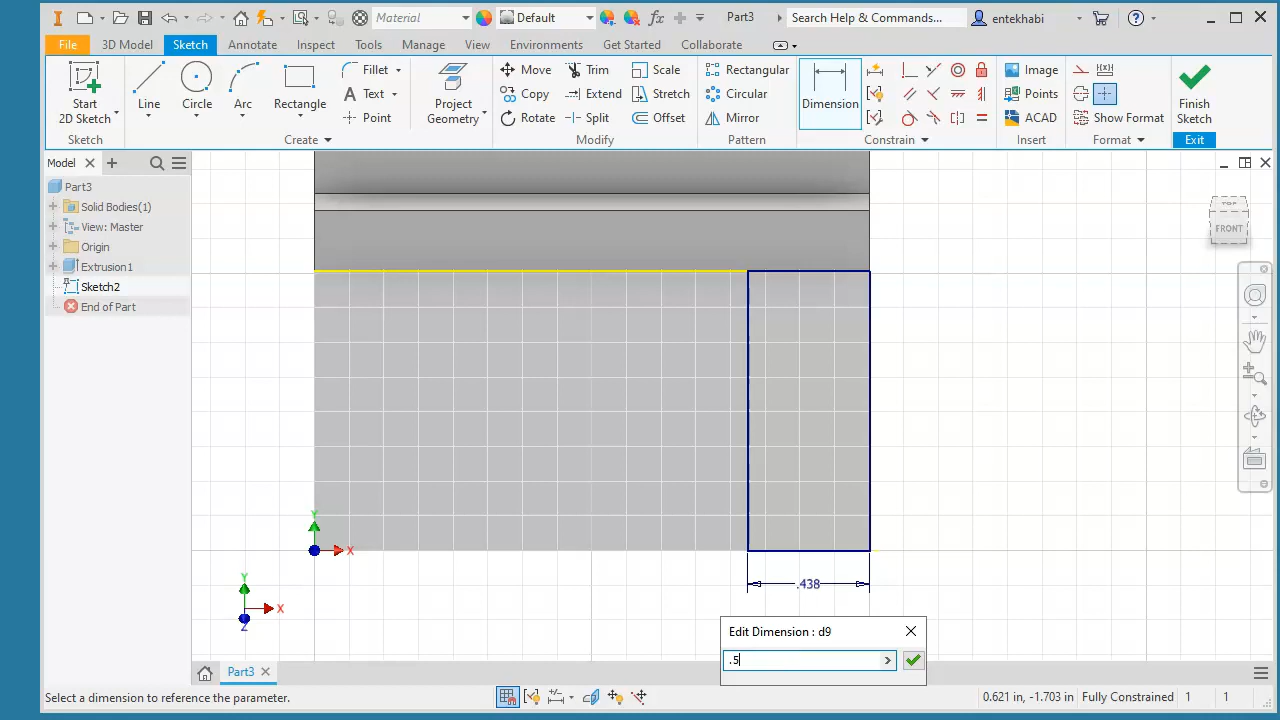 Material
Default
Part3
Search Help & Commands...
entekhabi
File
3D Model
Sketch
Annotate
Inspect
Tools
Manage
View
Environments
Get Started
Collaborate
Start
2D Sketch
Line
Circle
Arc
Rectangle
Fillet
Text
Point
Project
Geometry
Move
Copy
Rotate
Trim
Extend
Split
Scale
Stretch
Offset
Rectangular
Circular
Mirror
Dimension
Image
Points
ACAD
Show Format
Finish
Sketch
Sketch
Create
Modify
Pattern
Constrain
Insert
Format
Exit
Model
Part3
Solid Bodies(1)
View: Master
Origin
Extrusion1
Sketch2
End of Part
TOP
FRONT
Y
X
Y
X
Z
.438
Edit Dimension : d9
.5
Part3
Select a dimension to reference the parameter.
0.621 in, -1.703 in
Fully Constrained
1
1